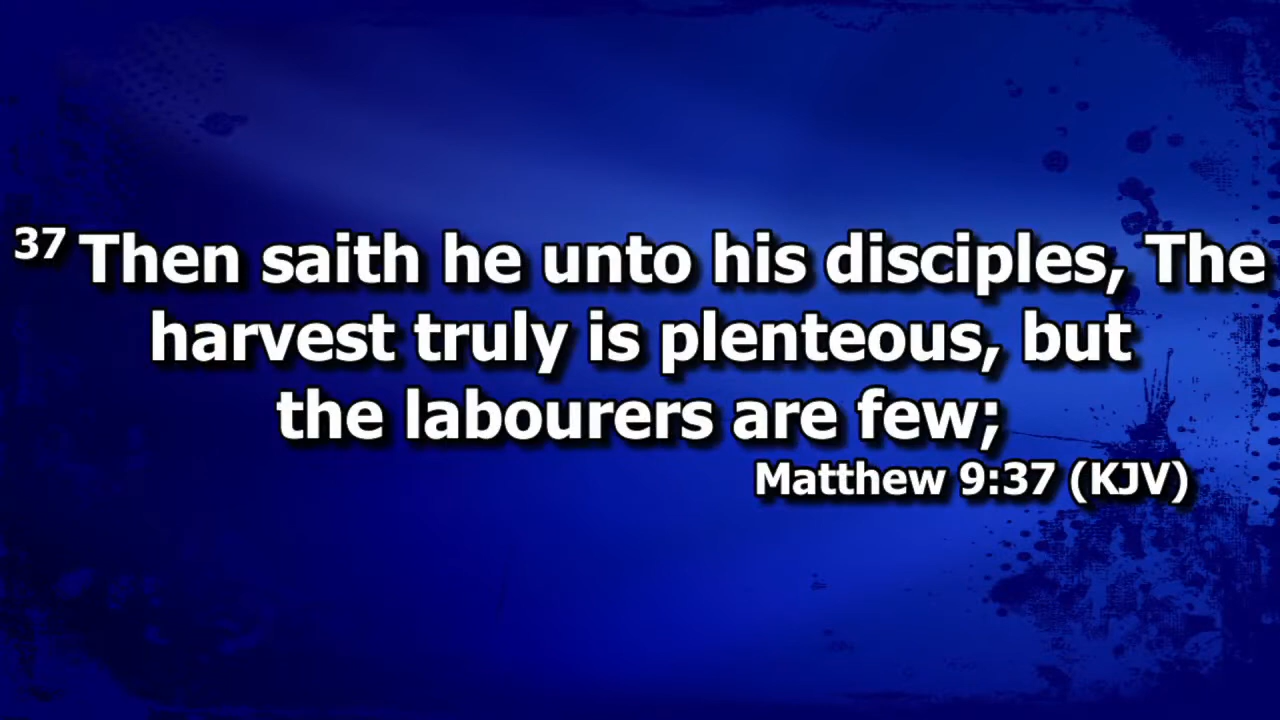 37 Then saith he unto his disciples, The
harvest truly is plenteous, but
the labourers are few;
Matthew 9:37 (KJV)